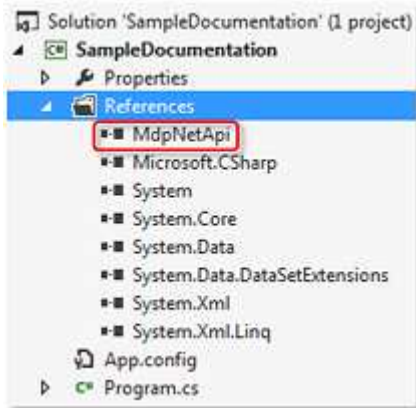 Solution 'SampleDocumentation' (1 project)
C# SampleDocumentation
Properties
References
MdpNetApi
Microsoft.CSharp
System
System.Core
System.Data
System.Data.DataSetExtensions
System.Xml
System.Xml.Linq
App.config
C# Program.cs